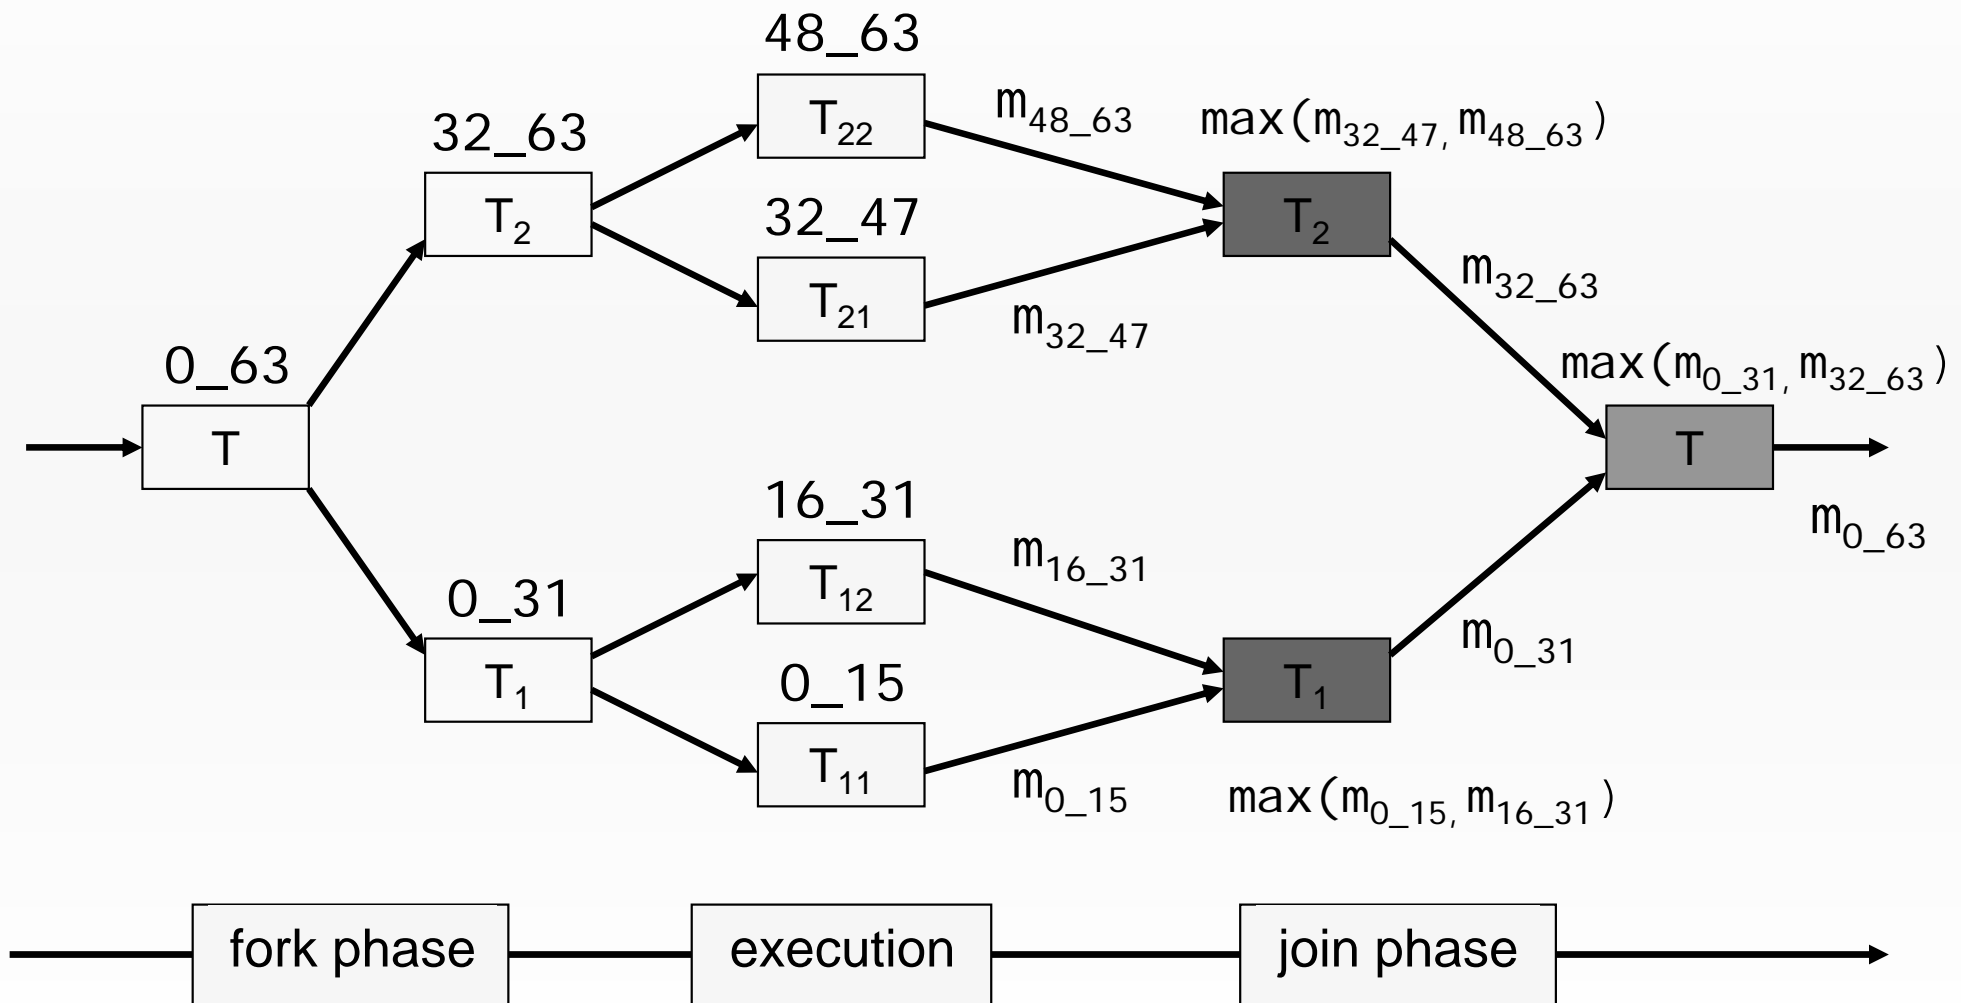 48_63
T22
m48_63
max(m32_47, m48_63)
32_63
T2
32_47
T21
m32_47
T2
m32_63
0_63
T
max(m0_31, m32_63)
T
m0_63
16_31
T12
m16_31
0_31
T1
0_15
T11
m0_15
T1
m0_31
max(m0_15, m16_31)
fork phase
execution
join phase